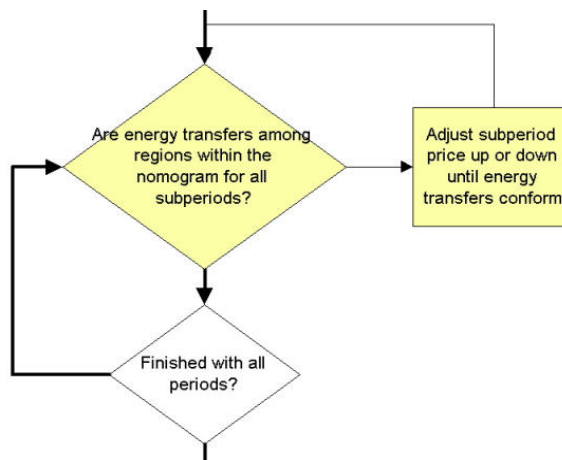 Are energy transfers among
regions within the
nomogram for all
subperiods?
Adjust subperiod
price up or down
until energy
transfers conform
Finished with all
periods?